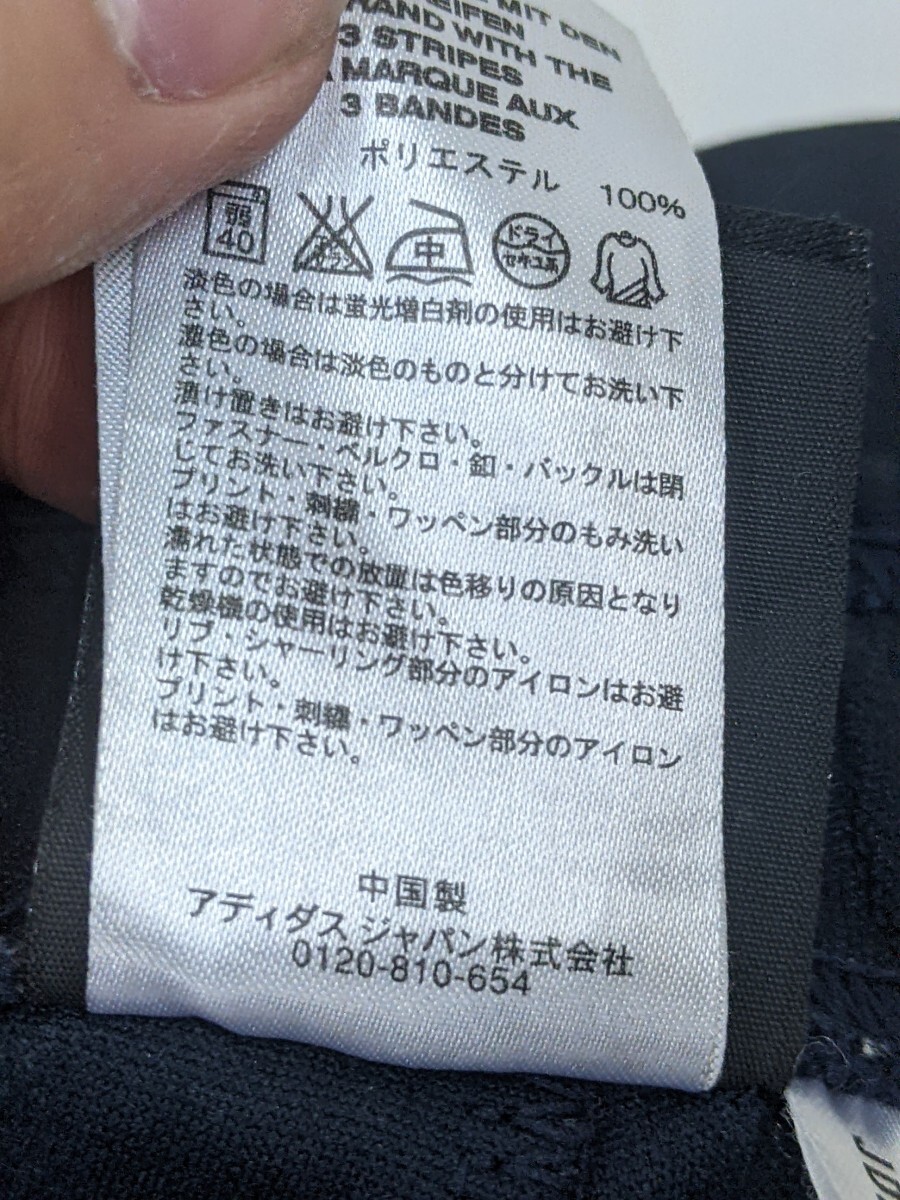 MIT DEN
EIFEN
RAND WITH THE
3 STRIPES
A MARQUE AUX
3 BANDES
ポリエステル 100%
弱
40
中
ドライ
セキユ系
淡色の場合は蛍光増白剤の使用はお避け下
さい。
濃色の場合は淡色のものと分けてお洗い下
さい。
漬け置きはお避け下さい。
ファスナー・ベルクロ・釦・バックルは閉
してお洗い下さい。
プリント・刺繍・ワッペン部分のもみ洗い
はお避け下さい。
濡れた状態での放置は色移りの原因となり
ますのでお避け下さい。
乾燥機の使用はお避け下さい。
リブ・シャーリング部分のアイロンはお避
け下さい。
プリント・刺繍・ワッペン部分のアイロン
はお避け下さい。
中国製
アディダス ジャパン株式会社
0120-810-654